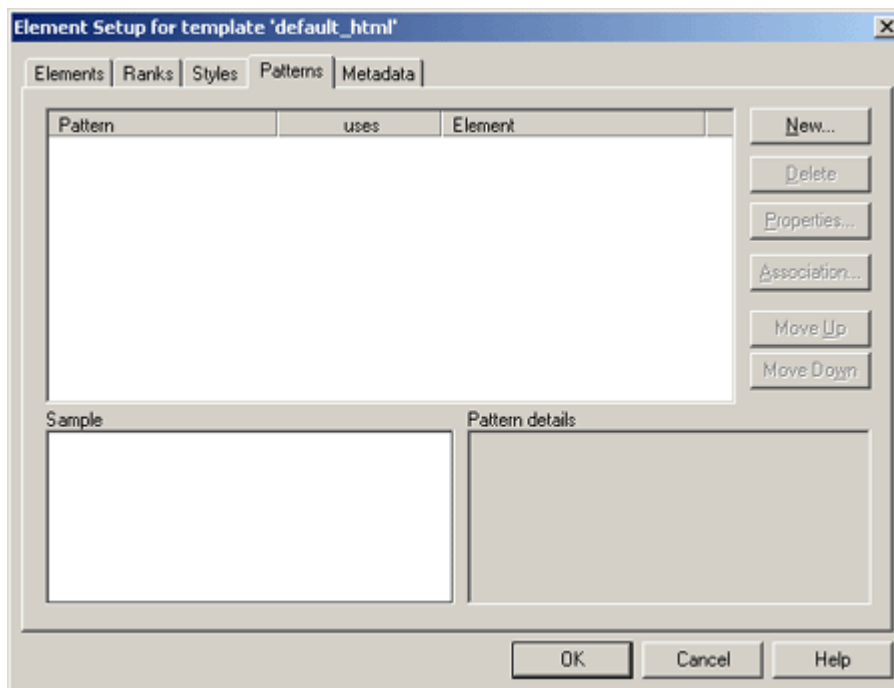 Element Setup for template 'default_html'
Elements Ranks Styles Patterns Metadata
Pattern uses Element
New...
Delete
Properties...
Association...
Move Up
Move Down
Sample Pattern details
OK Cancel Help